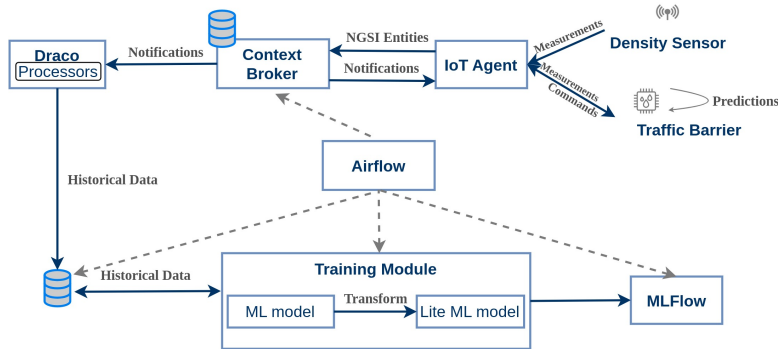 NGSI Entities
Measurements
Density Sensor
Draco
Processors
Notifications
Context
Broker
Notifications
IoT Agent
Measurements
Commands
Predictions
Traffic Barrier
Airflow
Historical Data
Historical Data
Training Module
ML model
Transform
Lite ML model
MLFlow